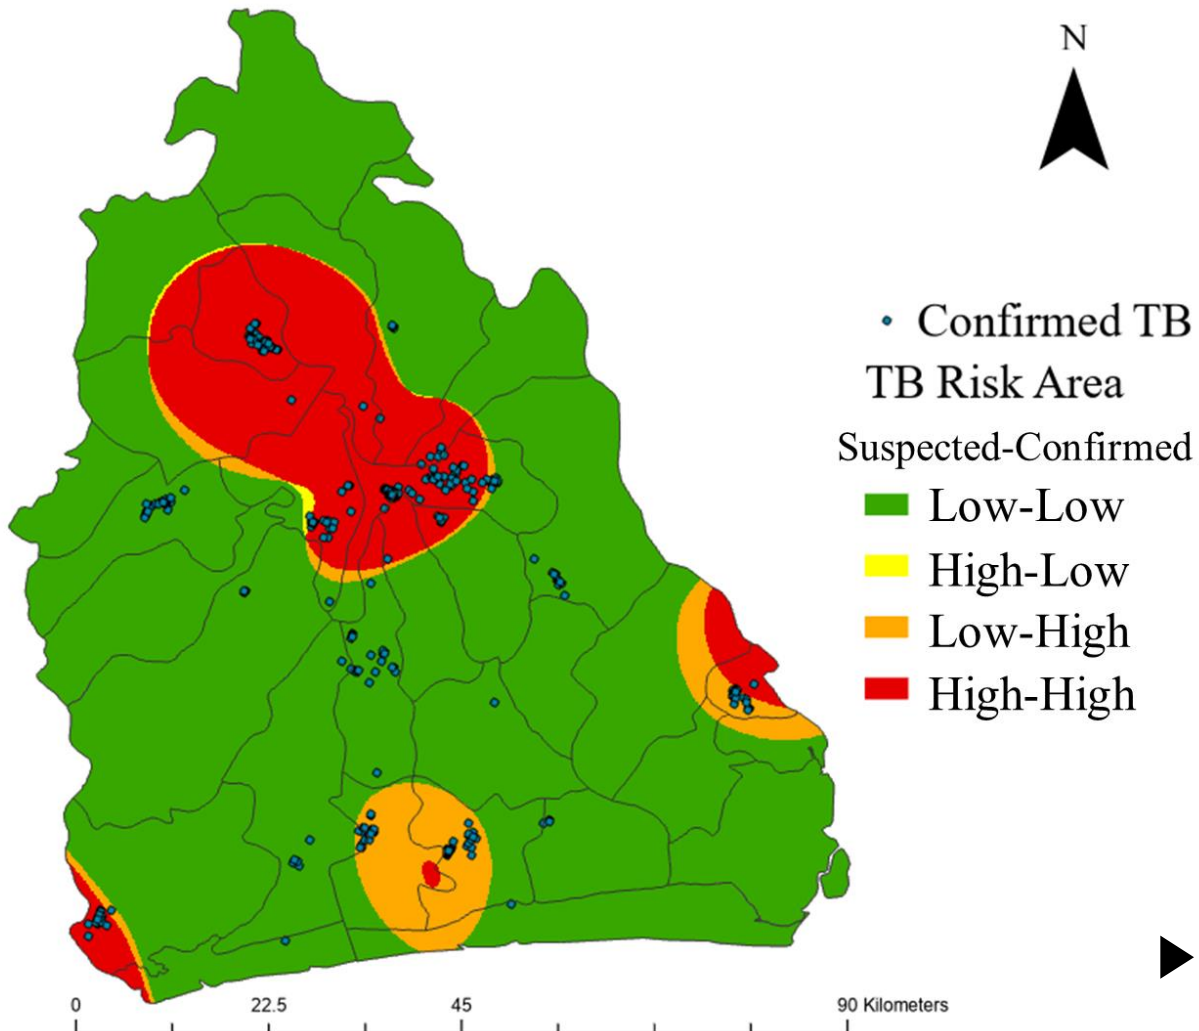 N
Confirmed TB
TB Risk Area
Suspected-Confirmed
Low-Low
High-Low
Low-High
High-High
0 22.5 45 90 Kilometers